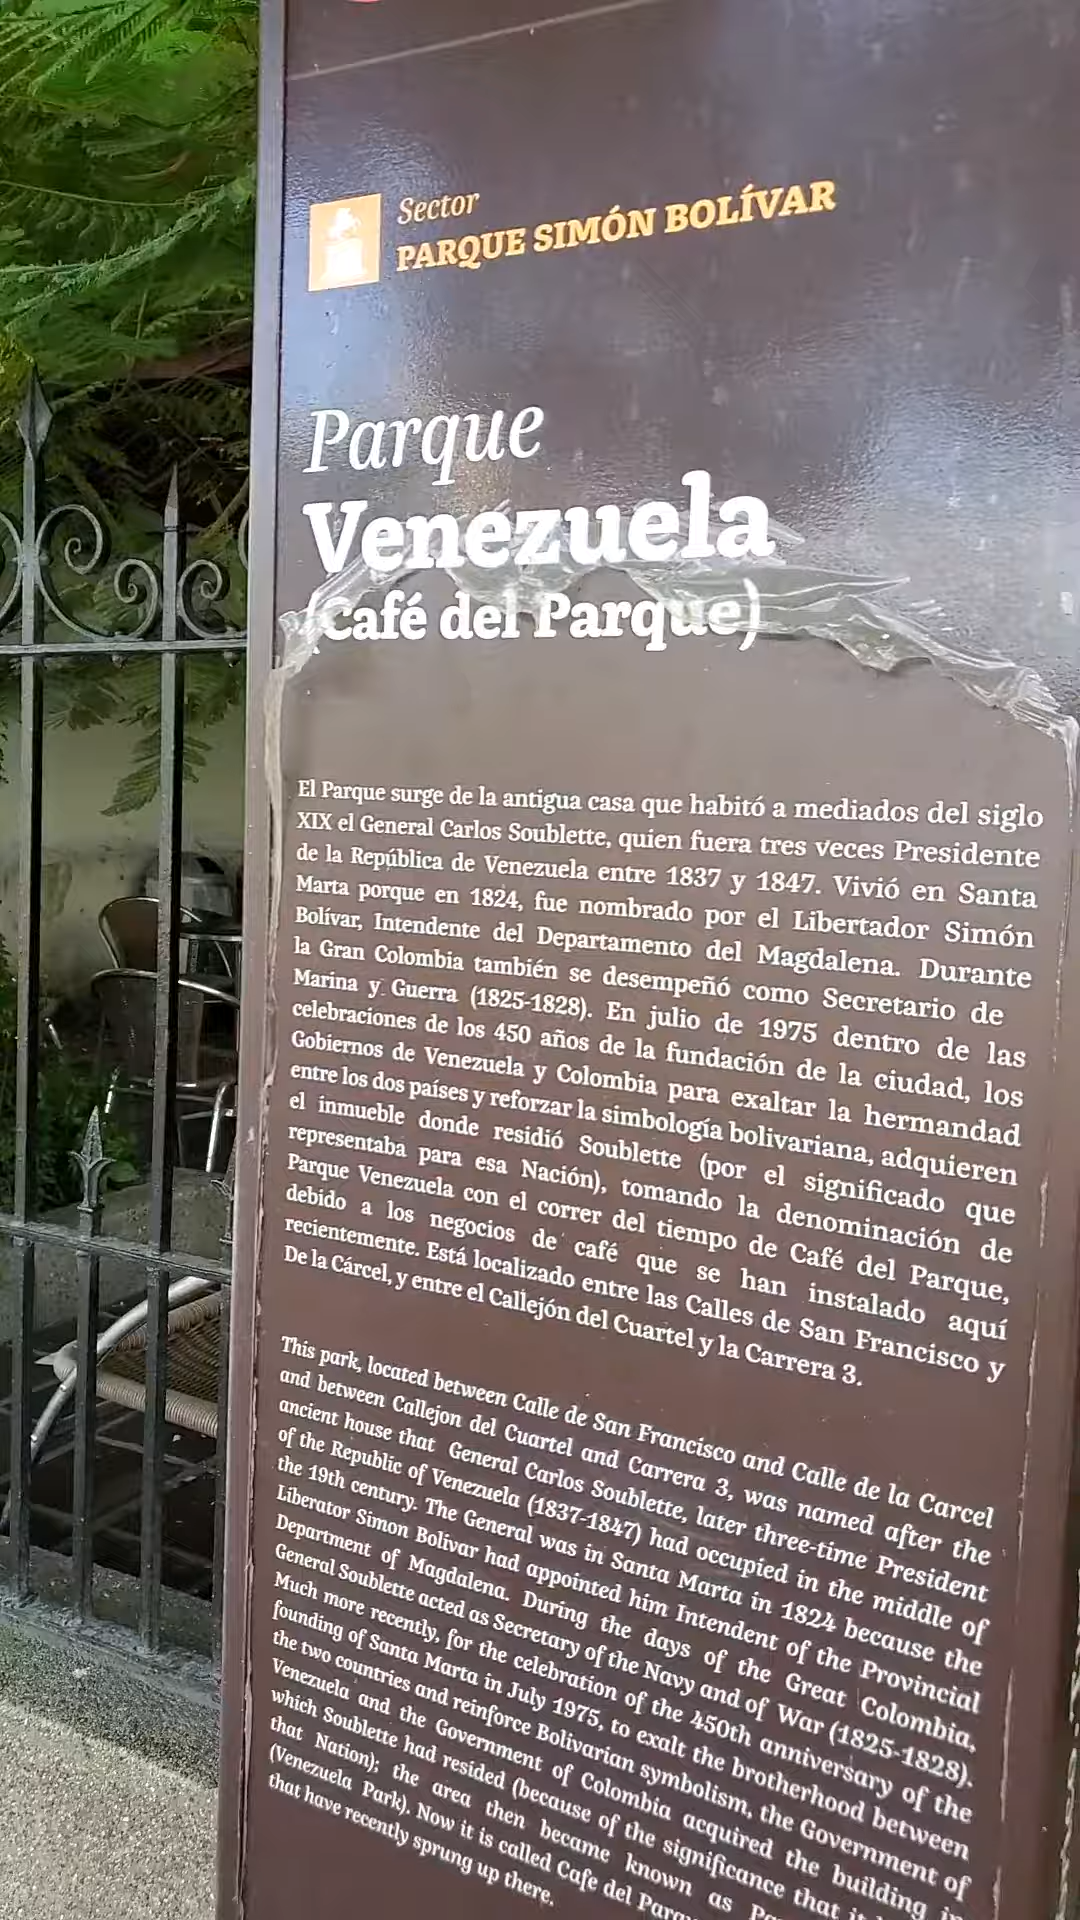 Sector
PARQUE SIMÓN BOLÍVAR
Parque
Venezuela
(Café del Parque)
El Parque surge de la antigua casa que habitó a mediados del siglo
XIX el General Carlos Soublette, quien fuera tres veces Presidente
de la República de Venezuela entre 1837 y 1847. Vivió en Santa
Marta porque en 1824, fue nombrado por el Libertador Simón
Bolívar, Intendente del Departamento del Magdalena. Durante
la Gran Colombia también se desempeñó como Secretario de
Marina y Guerra (1825-1828). En julio de 1975 dentro de las
celebraciones de los 450 años de la fundación de la ciudad, los
Gobiernos de Venezuela y Colombia para exaltar la hermandad
entre los dos países y reforzar la simbología bolivariana, adquieren
el inmueble donde residió Soublette (por el significado que
representaba para esa Nación), tomando la denominación de
Parque Venezuela con el correr del tiempo de Café del Parque,
debido a los negocios de café que se han instalado aquí
recientemente. Está localizado entre las Calles de San Francisco y
De la Cárcel, y entre el Callejón del Cuartel y la Carrera 3.
This park, located between Calle de San Francisco and Calle de la Carcel
and between Callejon del Cuartel and Carrera 3, was named after the
ancient house that General Carlos Soublette, later three-time President
of the Republic of Venezuela (1837-1847) had occupied in the middle of
the 19th century. The General was in Santa Marta in 1824 because the
Liberator Simon Bolivar had appointed him Intendent of the Provincial
Department of Magdalena. During the days of the Great Colombia,
General Soublette acted as Secretary of the Navy and of War (1825-1828).
Much more recently, for the celebration of the 450th anniversary of the
founding of Santa Marta in July 1975, to exalt the brotherhood between
the two countries and reinforce Bolivarian symbolism, the Government of
Venezuela and the Government of Colombia acquired the building in
which Soublette had resided (because of the significance that it
that Nation); the area then became known as
(Venezuela Park). Now it is called Cafe del
that have recently sprung up there.